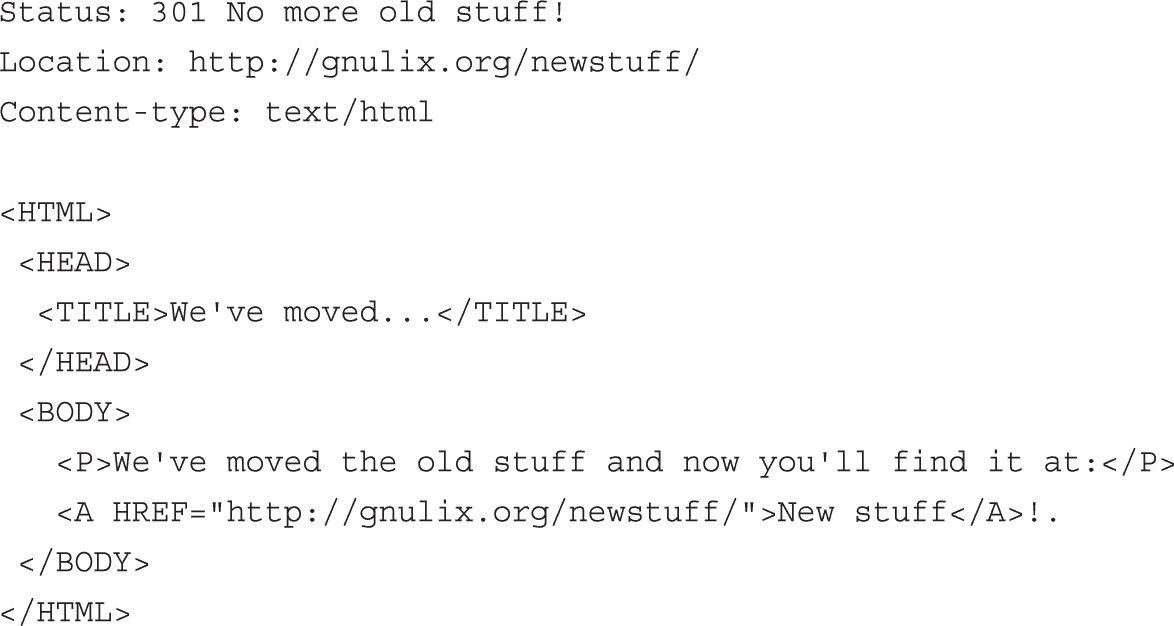 Status: 301 No more old stuff!
Location: http://gnulix.org/newstuff/
Content-type: text/html

<HTML>
 <HEAD>
  <TITLE>We've moved...</TITLE>
 </HEAD>
 <BODY>
   <P>We've moved the old stuff and now you'll find it at:</P>
   <A HREF="http://gnulix.org/newstuff/">New stuff</A>!.
 </BODY>
</HTML>